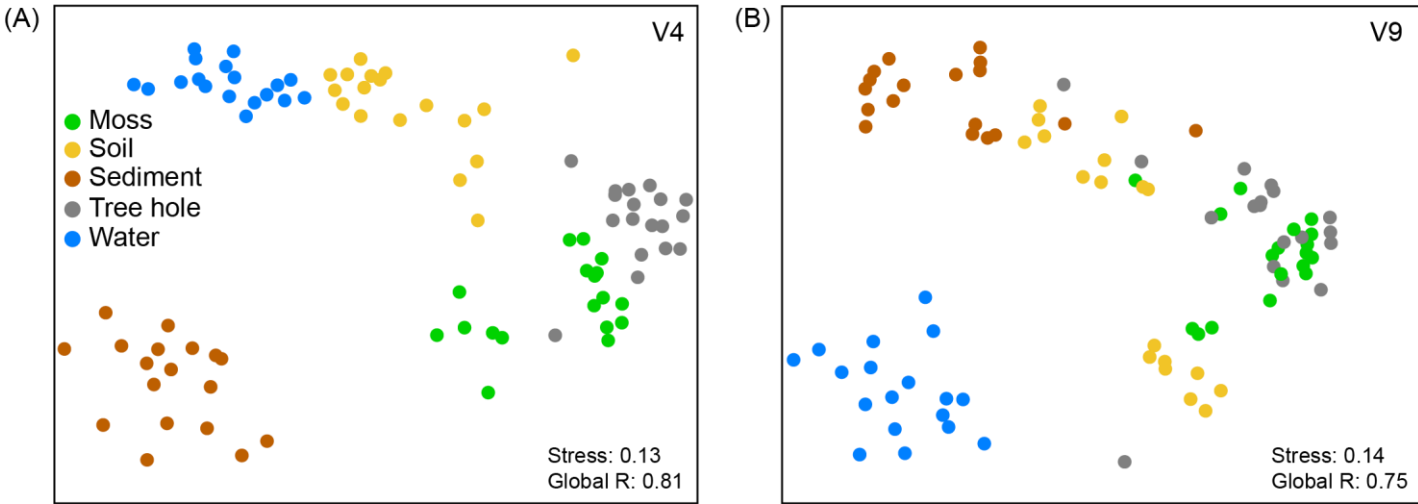 (A)
V4
Moss
Soil
Sediment
Tree hole
Water
Stress: 0.13
Global R: 0.81
(B)
V9
Stress: 0.14
Global R: 0.75